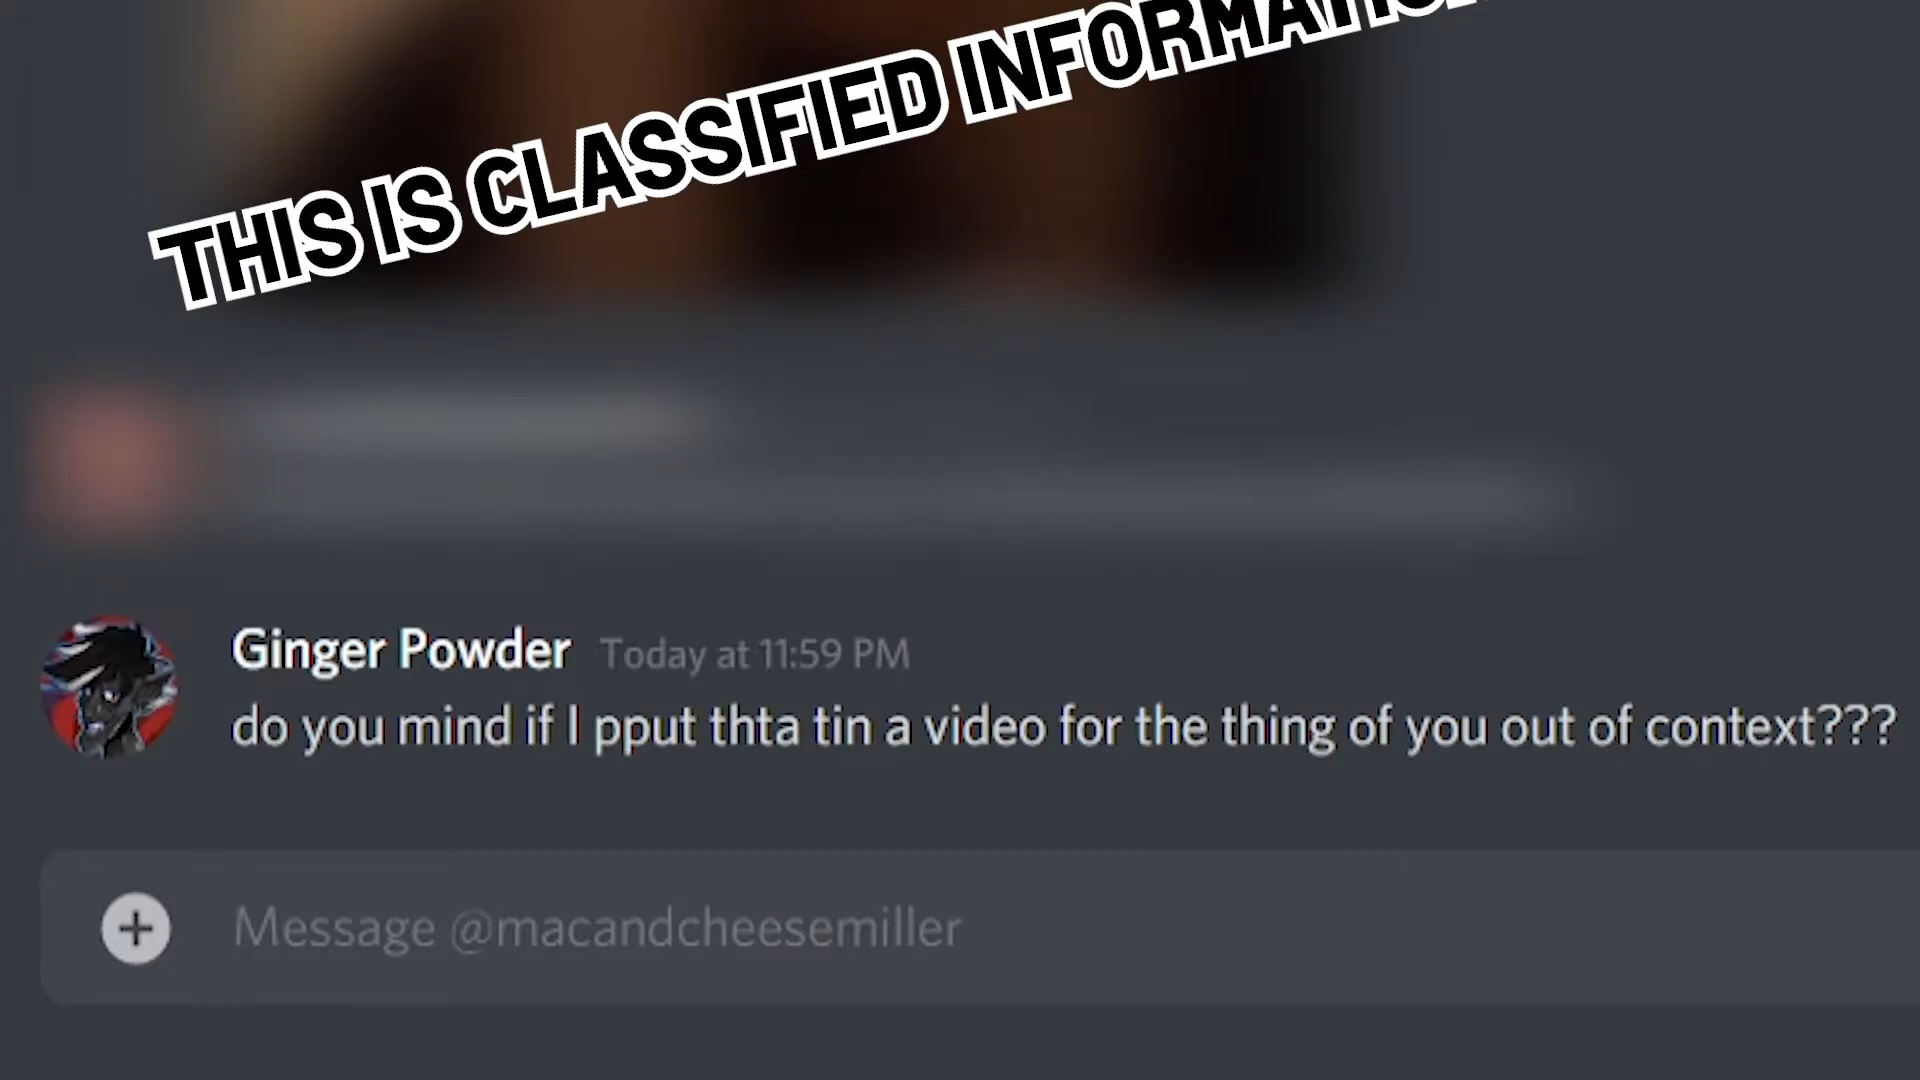 THIS IS CLASSIFIED
Ginger Powder Today at 11:59 PM
do you mind if I pput thta tin a video for the thing of you out of context???
Message @macandcheesemiller